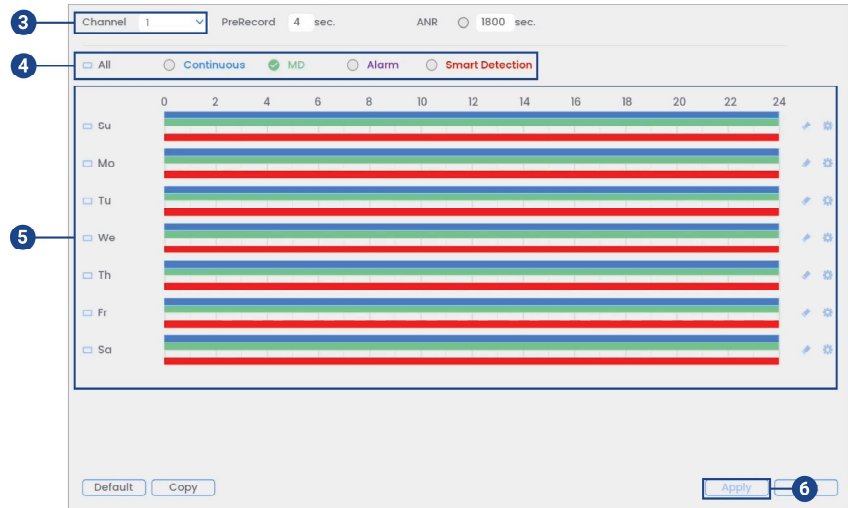 3 Channel 1 PreRecord 4 sec. ANR 1800 sec.
4 All Continuous MD Alarm Smart Detection
0 2 4 6 8 10 12 14 16 18 20 22 24
Su
Mo
Tu
5 We
Th
Fr
Sa
Default Copy Apply 6